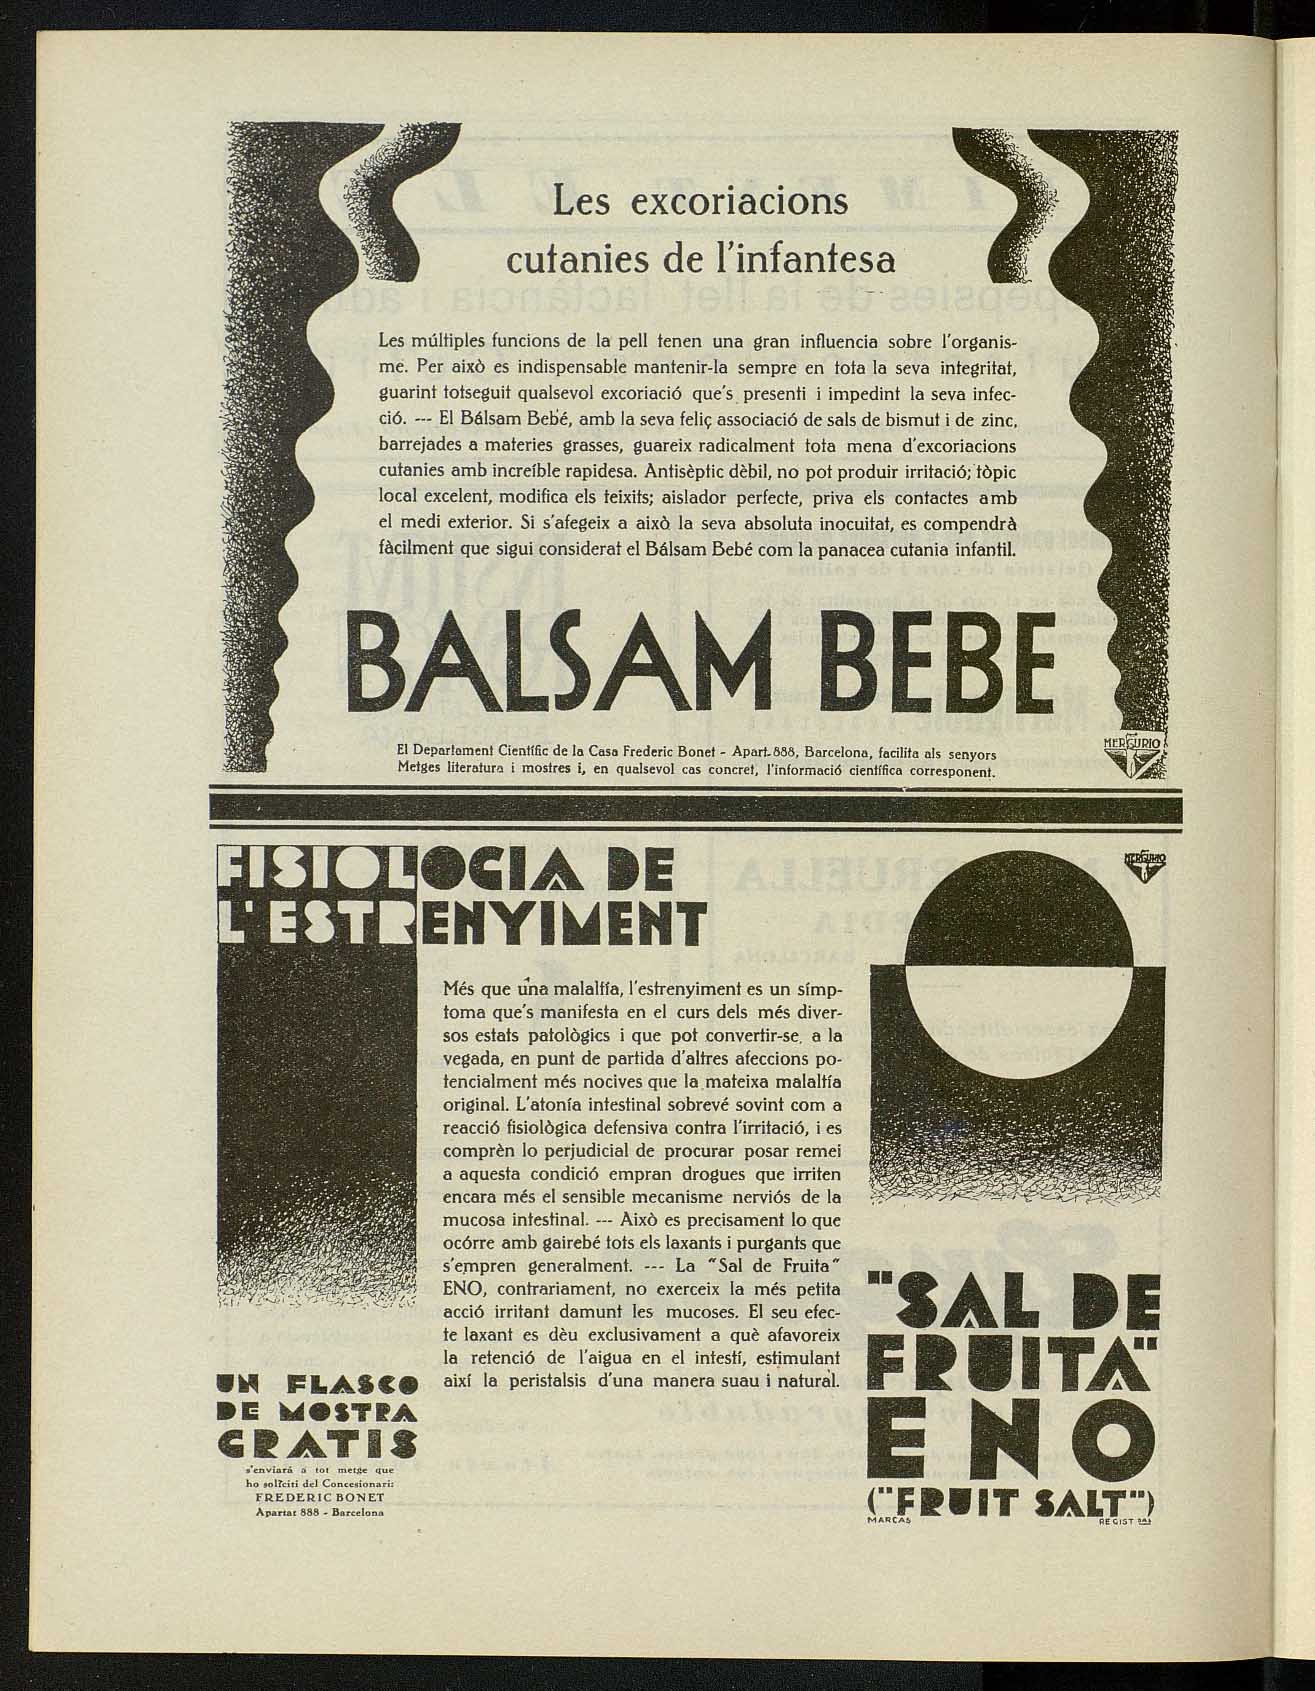 Les excoriacions
cutanies de l'infantesa
Les múltiples funcions de la pell tenen una gran influencia sobre l'organis-
me. Per això es indispensable mantenir-la sempre en tota la seva integritat,
guarint totseguit qualsevol excoriació que's presenti i impedint la seva infec-
ció. --- El Bálsam Bebé, amb la seva feliç associació de sals de bismut i de zinc,
barrejades a materies grasses, guareix radicalment tota mena d'excoriacions
cutanies amb increíble rapidesa. Antisèptic dèbil, no pot produir irritació; tòpic
local excelent, modifica els teixits; aislador perfecte, priva els contactes amb
el medi exterior. Si s'afegeix a això la seva absoluta inocuitat, es compendrà
fàcilment que sigui considerat el Bálsam Bebé com la panacea cutania infantil.
BALSAM BEBE
El Departament Científic de la Casa Frederic Bonet - Apart. 888, Barcelona, facilita als senyors
Metges literatura i mostres i, en qualsevol cas concret, l'informació científica corresponent.
MERCURIO
FISIOLOGIA DE
L'ESTRENYIMENT
Més que una malaltía, l'estrenyiment es un símp-
toma que's manifesta en el curs dels més diver-
sos estats patològics i que pot convertir-se, a la
vegada, en punt de partida d'altres afeccions po-
tencialment més nocives que la mateixa malaltía
original. L'atonía intestinal sobrevé sovint com a
reacció fisiològica defensiva contra l'irritació, i es
comprèn lo perjudicial de procurar posar remei
a aquesta condició empran drogues que irriten
encara més el sensible mecanisme nerviós de la
mucosa intestinal. --- Això es precisament lo que
ocórre amb gairebé tots els laxants i purgants que
s'empren generalment. --- La "Sal de Fruita"
ENO, contrariament, no exerceix la més petita
acció irritant damunt les mucoses. El seu efec-
te laxant es dèu exclusivament a què afavoreix
la retenció de l'aigua en el intestí, estimulant
així la peristalsis d'una manera suau i natural.
UN FLASCO
DE MOSTRA
GRATIS
s'enviará a tot metge que
ho sol'citi del Concesionari:
FREDERIC BONET
Apartat 888 - Barcelona
MERCURIO
"SAL DE
FRUITA"
ENO
("FRUIT SALT")
MARCAS REGISTRAS